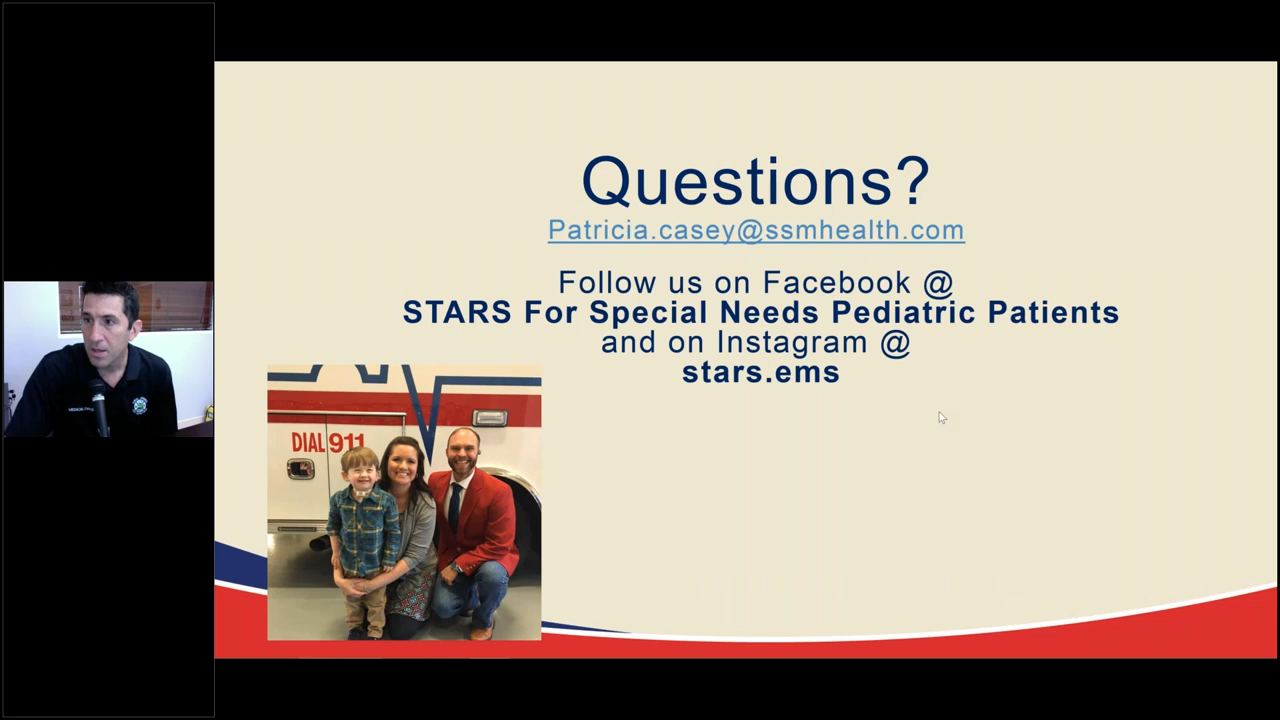 Questions?
Patricia.casey@ssmhealth.com
Follow us on Facebook @
STARS For Special Needs Pediatric Patients
and on Instagram @
stars.ems
DIAL 911